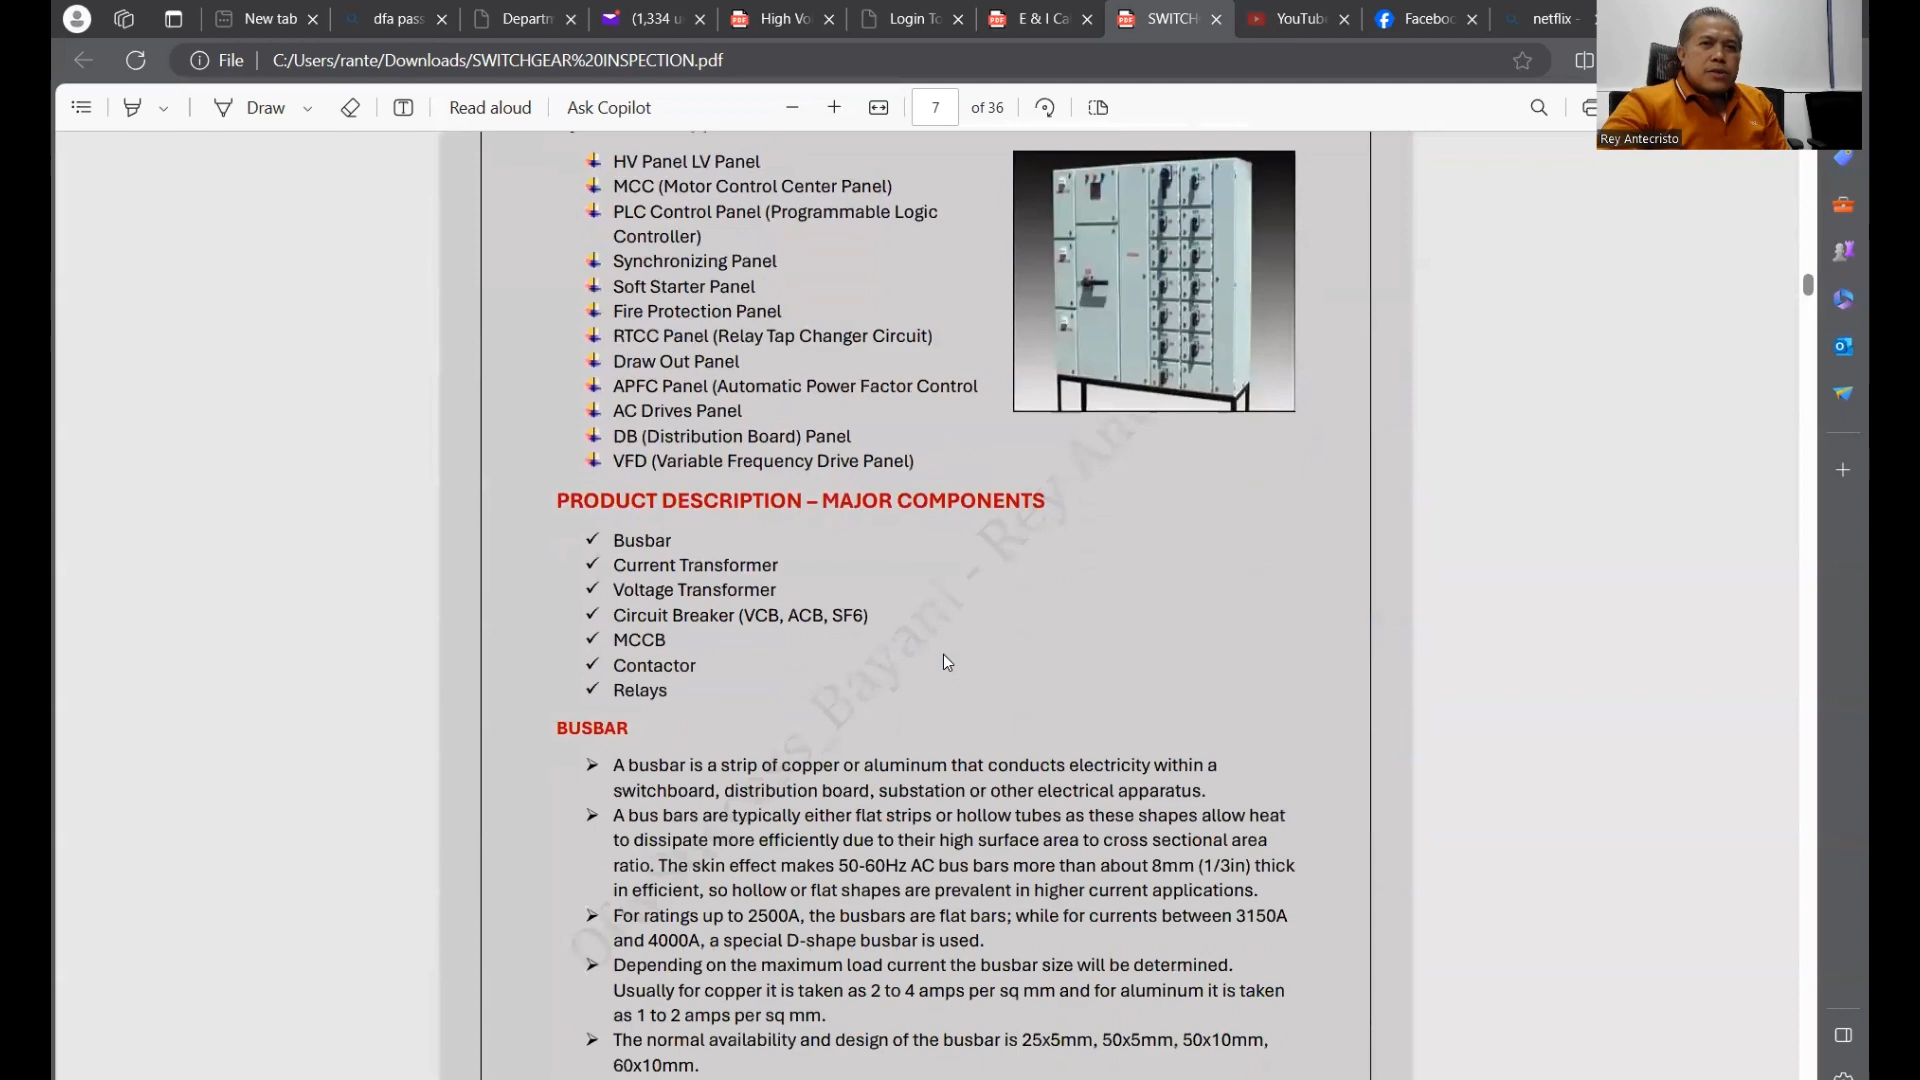 New tab
dfa pass
Departm
(1,334 u
High Vo
Login To
E & I Ca
SWITCH
YouTub
Faceboo
netflix -
File
C:/Users/rante/Downloads/SWITCHGEAR%20INSPECTION.pdf
Draw
Read aloud
Ask Copilot
7
of 36
Rey Antecristo
HV Panel LV Panel
MCC (Motor Control Center Panel)
PLC Control Panel (Programmable Logic
Controller)
Synchronizing Panel
Soft Starter Panel
Fire Protection Panel
RTCC Panel (Relay Tap Changer Circuit)
Draw Out Panel
APFC Panel (Automatic Power Factor Control
AC Drives Panel
DB (Distribution Board) Panel
VFD (Variable Frequency Drive Panel)
PRODUCT DESCRIPTION – MAJOR COMPONENTS
Busbar
Current Transformer
Voltage Transformer
Circuit Breaker (VCB, ACB, SF6)
MCCB
Contactor
Relays
BUSBAR
A busbar is a strip of copper or aluminum that conducts electricity within a
switchboard, distribution board, substation or other electrical apparatus.
A bus bars are typically either flat strips or hollow tubes as these shapes allow heat
to dissipate more efficiently due to their high surface area to cross sectional area
ratio. The skin effect makes 50-60Hz AC bus bars more than about 8mm (1/3in) thick
in efficient, so hollow or flat shapes are prevalent in higher current applications.
For ratings up to 2500A, the busbars are flat bars; while for currents between 3150A
and 4000A, a special D-shape busbar is used.
Depending on the maximum load current the busbar size will be determined.
Usually for copper it is taken as 2 to 4 amps per sq mm and for aluminum it is taken
as 1 to 2 amps per sq mm.
The normal availability and design of the busbar is 25x5mm, 50x5mm, 50x10mm,
60x10mm.